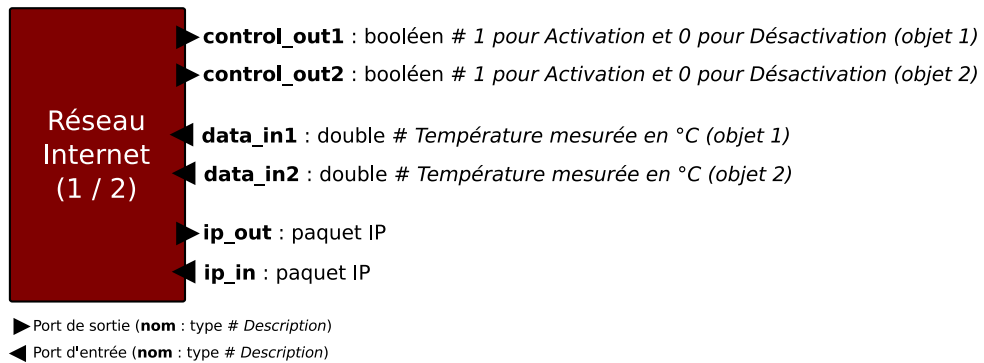 control_out1 : booléen # 1 pour Activation et 0 pour Désactivation (objet 1)
control_out2 : booléen # 1 pour Activation et 0 pour Désactivation (objet 2)
Réseau
Internet
(1 / 2)
data_in1 : double # Température mesurée en °C (objet 1)
data_in2 : double # Température mesurée en °C (objet 2)
ip_out : paquet IP
ip_in : paquet IP
Port de sortie (nom : type # Description)
Port d'entrée (nom : type # Description)